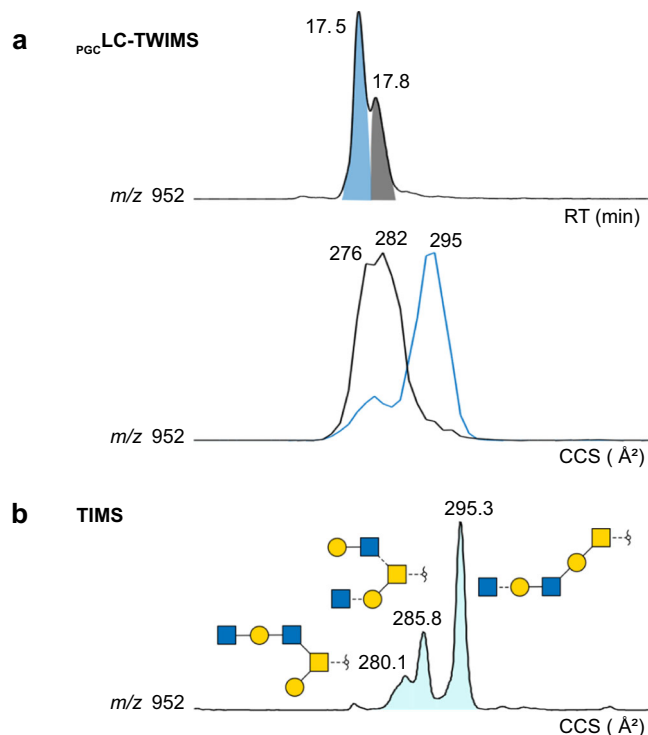 a PGCLC-TWIMS
17.5
17.8
m/z 952
RT (min)
276 282 295
m/z 952
CCS ( Å²)
b TIMS
295.3
285.8
280.1
m/z 952
CCS ( Å²)